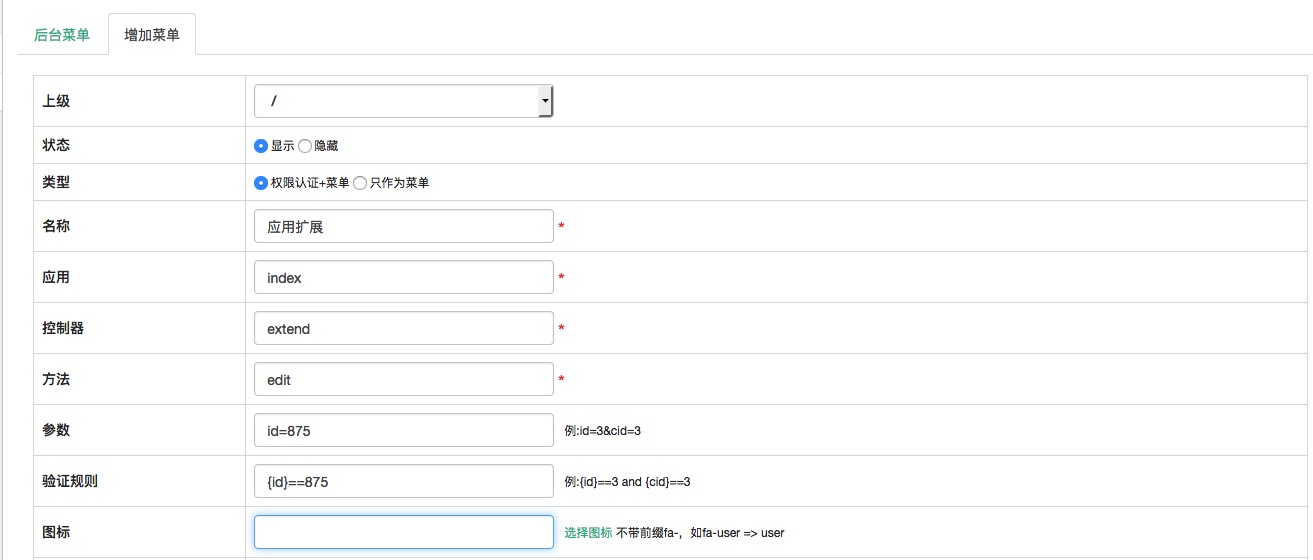 后台菜单 增加菜单
上级 /
状态 显示 隐藏
类型 权限认证+菜单 只作为菜单
名称 应用扩展 *
应用 index *
控制器 extend *
方法 edit *
参数 id=875 例:id=3&cid=3
验证规则 {id}==875 例:{id}==3 and {cid}==3
图标 选择图标 不带前缀fa-，如fa-user => user